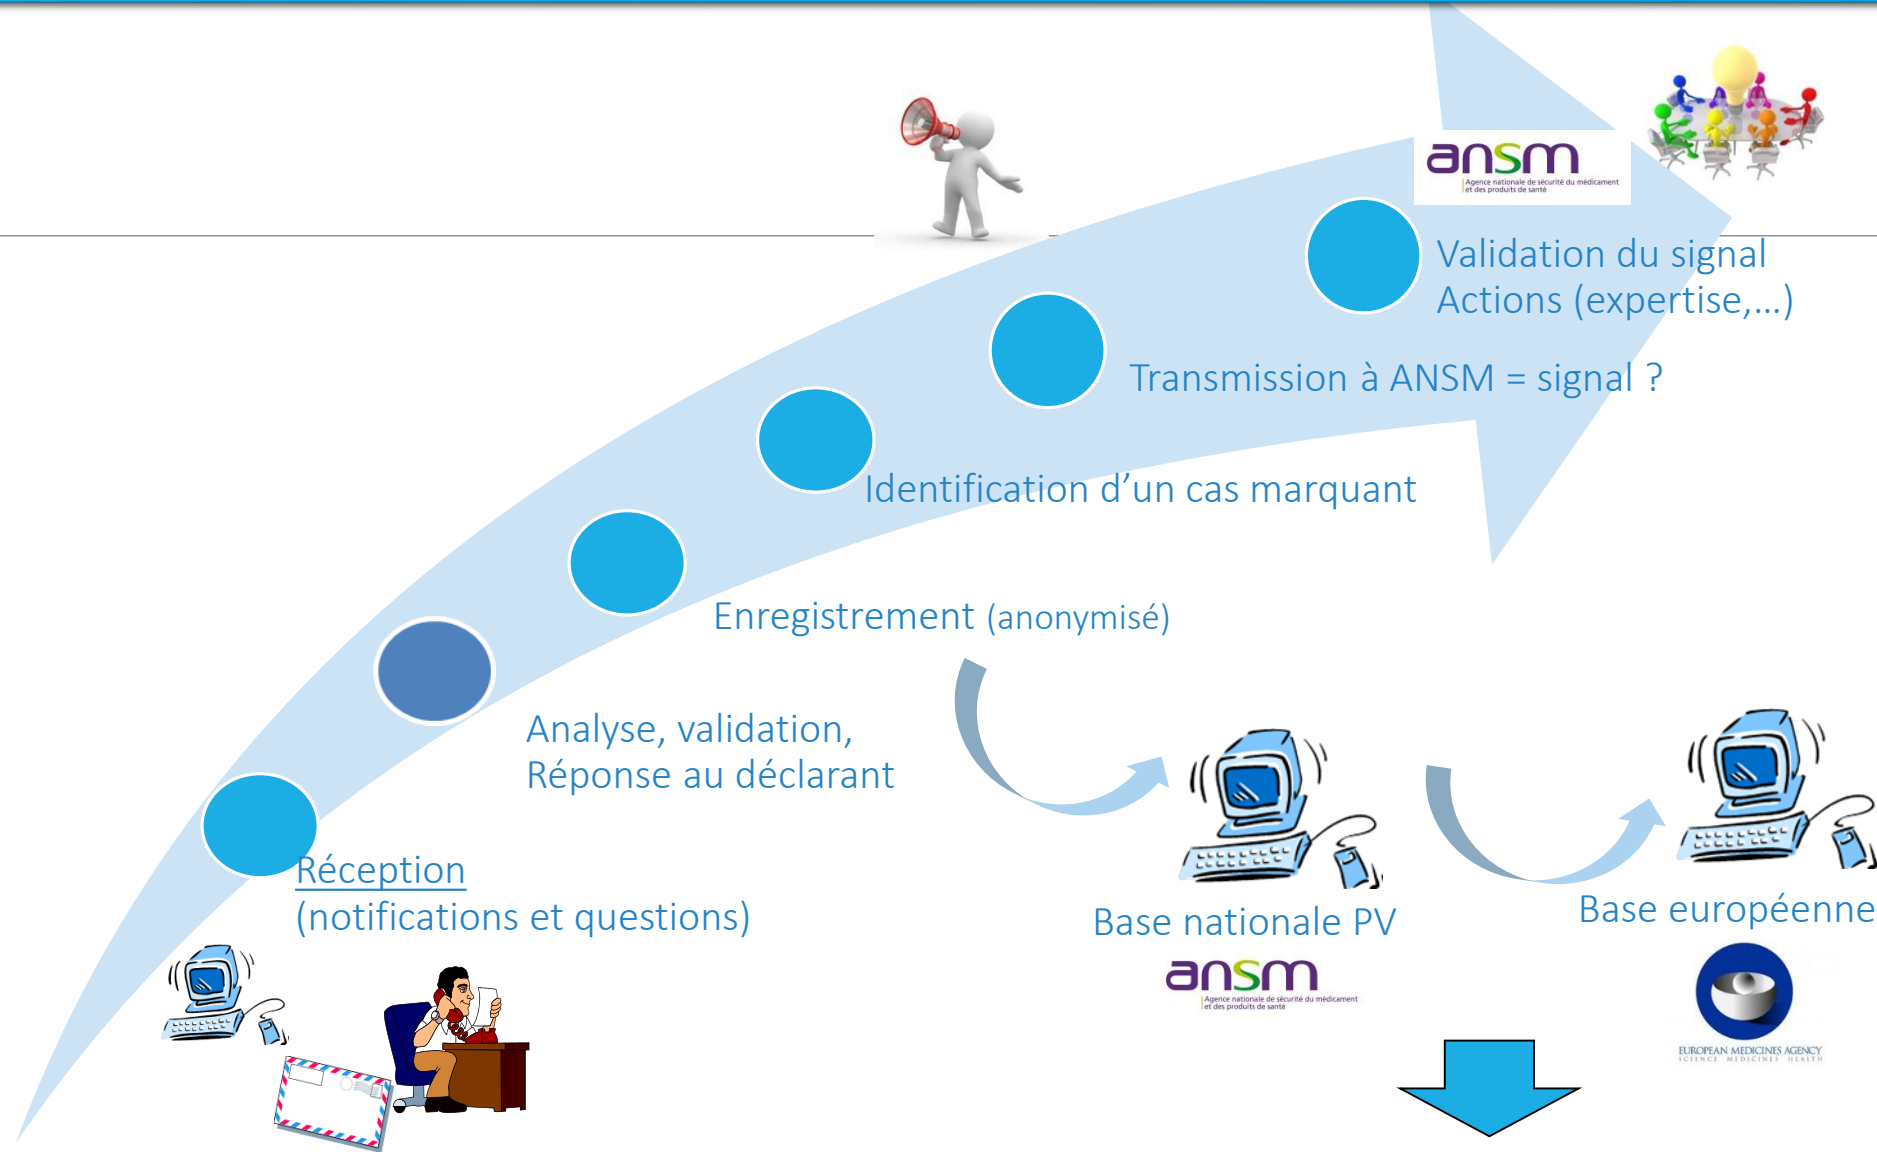 ansm
Agence nationale de sécurité du médicament
et des produits de santé
Validation du signal
Actions (expertise,...)
Transmission à ANSM = signal ?
Identification d’un cas marquant
Enregistrement (anonymisé)
Analyse, validation,
Réponse au déclarant
Réception
(notifications et questions)
Base nationale PV
ansm
Agence nationale de sécurité du médicament
et des produits de santé
Base européenne
EUROPEAN MEDICINES AGENCY
SCIENCE MEDICINES HEALTH